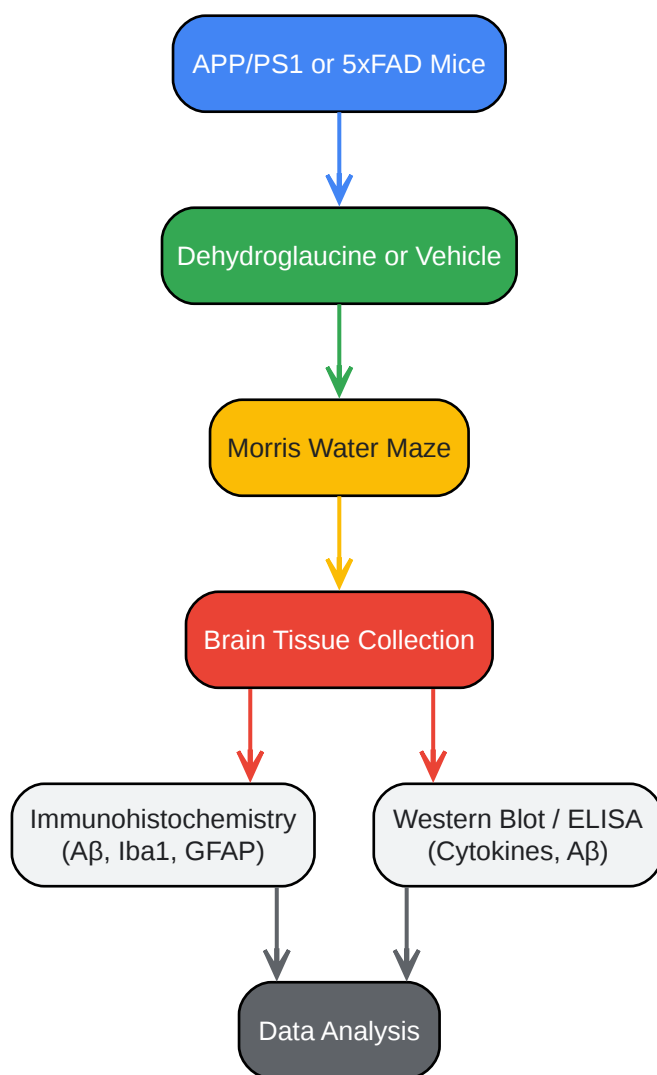 APP/PS1 or 5xFAD Mice
Dehydroglaucine or Vehicle
Morris Water Maze
Brain Tissue Collection
Immunohistochemistry
(Aβ, Iba1, GFAP)
Western Blot / ELISA
(Cytokines, Aβ)
Data Analysis